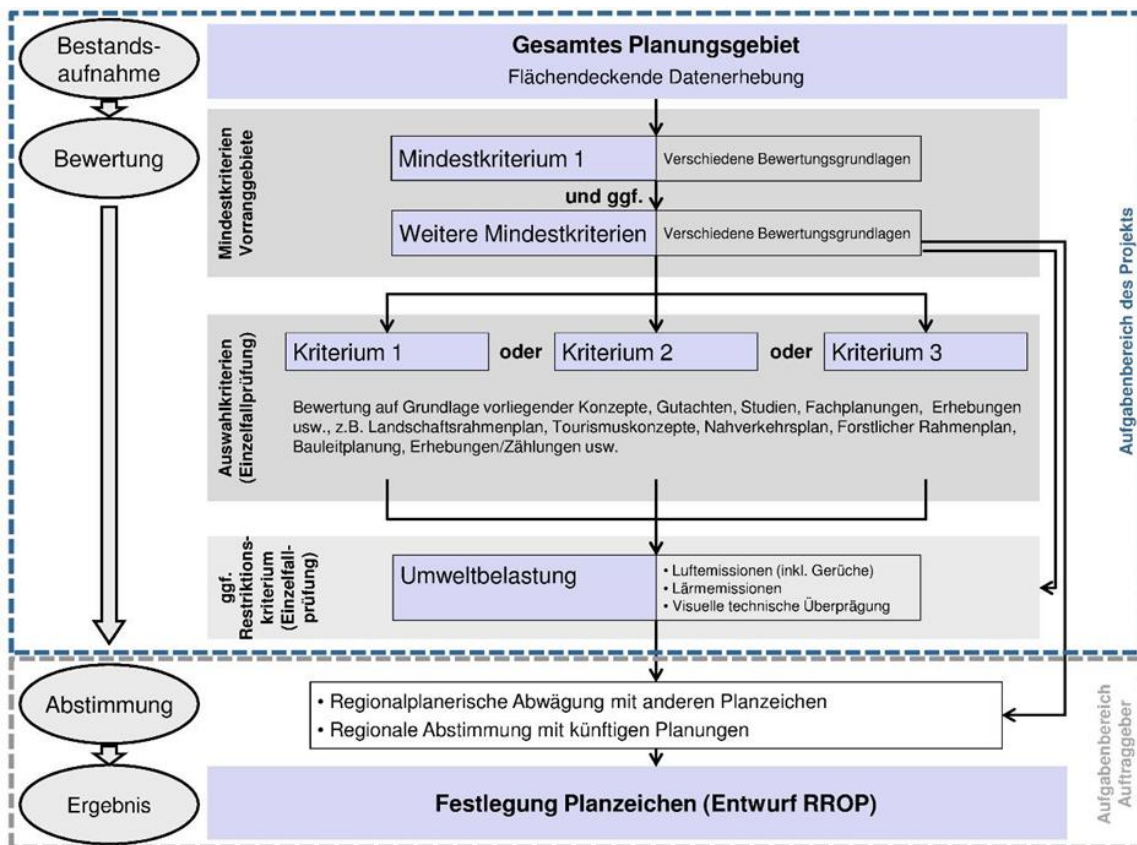 Bestands-
aufnahme
Gesamtes Planungsgebiet
Flächendeckende Datenerhebung
Bewertung
Mindestkriterien
Vorranggebiete
Mindestkriterium 1
Verschiedene Bewertungsgrundlagen
und ggf.
Weitere Mindestkriterien
Verschiedene Bewertungsgrundlagen
Auswahlkriterien
(Einzelfallprüfung)
Kriterium 1
oder
Kriterium 2
oder
Kriterium 3
Bewertung auf Grundlage vorliegender Konzepte, Gutachten, Studien, Fachplanungen, Erhebungen
usw., z.B. Landschaftsrahmenplan, Tourismuskonzepte, Nahverkehrsplan, Forstlicher Rahmenplan,
Bauleitplanung, Erhebungen/Zählungen usw.
ggf.
Restriktions-
kriterium
(Einzelfall-
prüfung)
Umweltbelastung
• Luftemissionen (inkl. Gerüche)
• Lärmemissionen
• Visuelle technische Überprägung
Aufgabenbereich des Projekts
Abstimmung
• Regionalplanerische Abwägung mit anderen Planzeichen
• Regionale Abstimmung mit künftigen Planungen
Ergebnis
Festlegung Planzeichen (Entwurf RROP)
Aufgabenbereich
Auftraggeber